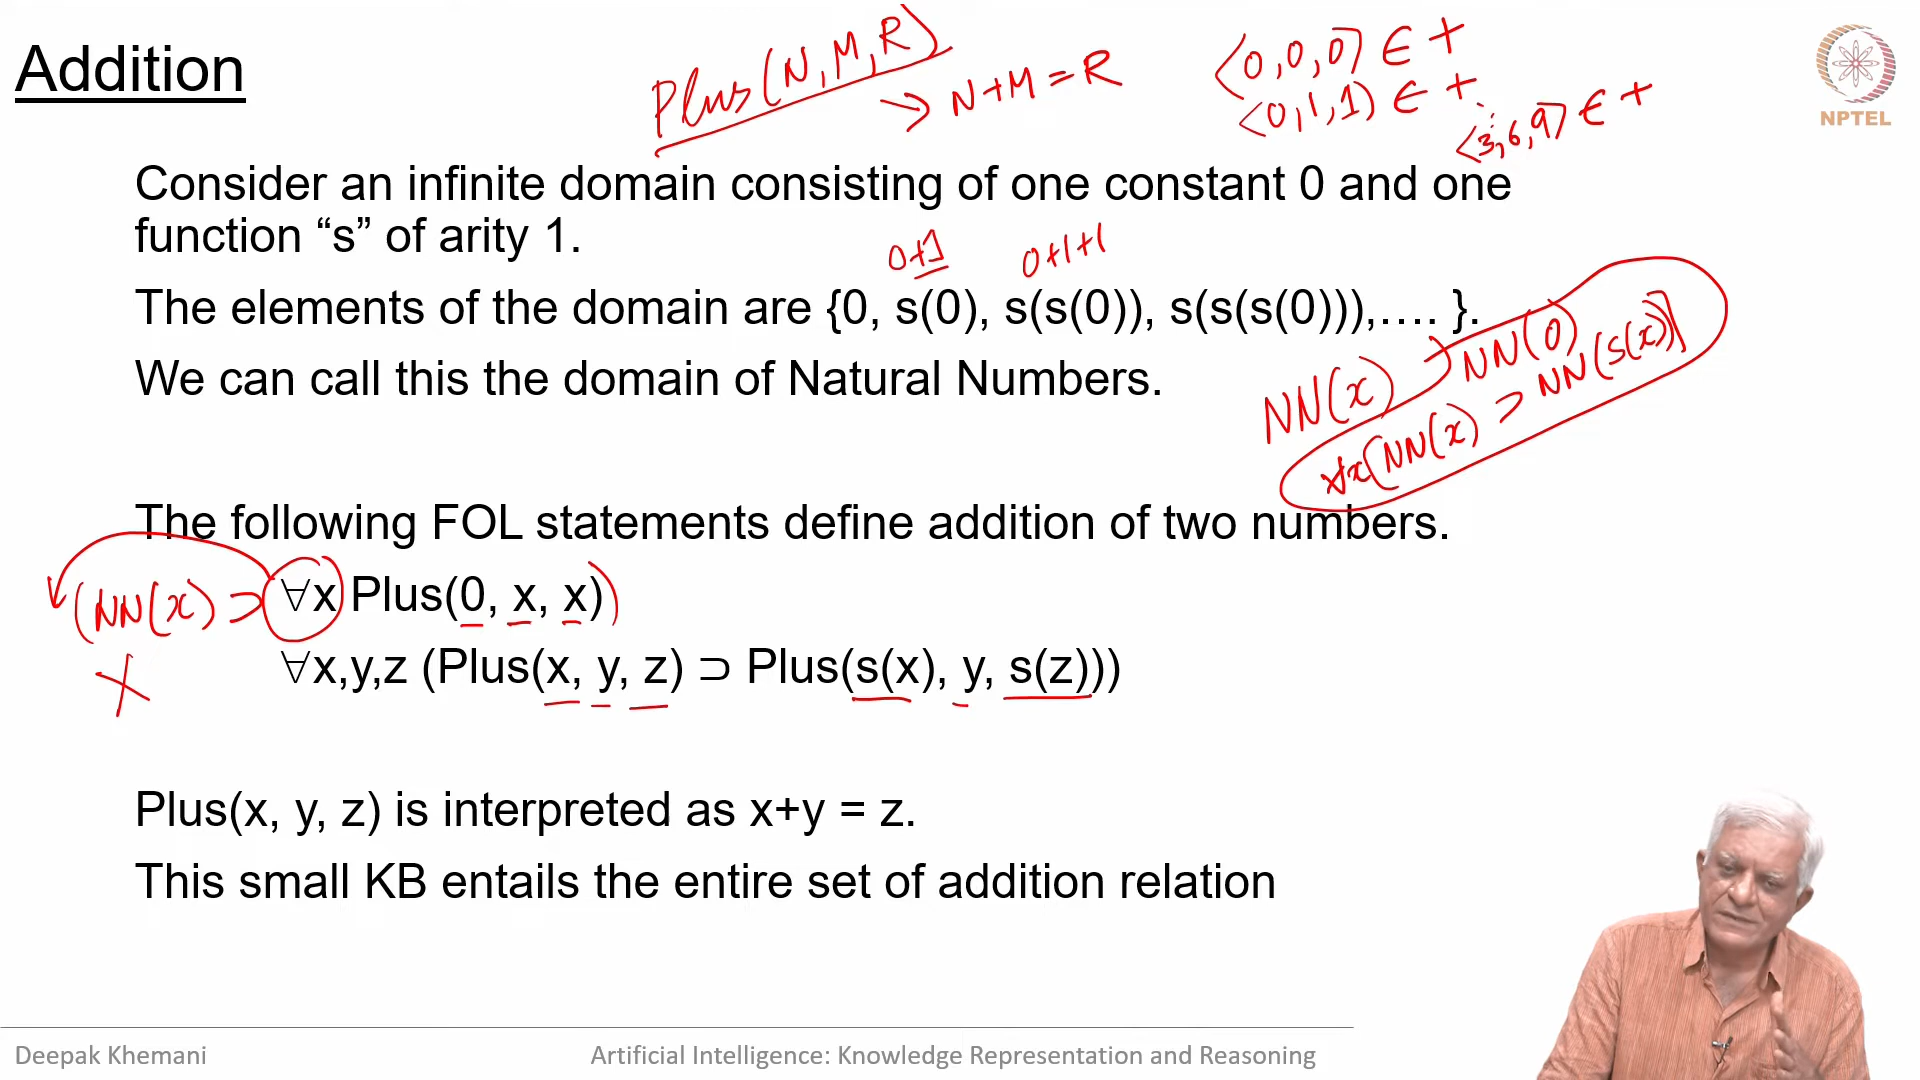 Addition
Plus(N, M, R)
→ N+M = R
<0, 0, 0> ∈ +
<0, 1, 1> ∈ +
<3, 6, 9> ∈ +
NPTEL
Consider an infinite domain consisting of one constant 0 and one
function “s” of arity 1.
0+1 0+1+1
The elements of the domain are {0, s(0), s(s(0)), s(s(s(0))),…. }.
We can call this the domain of Natural Numbers.
NN(x)
NN(0)
∀x(NN(x) ⊃ NN(s(x)))
The following FOL statements define addition of two numbers.
(NN(x) ⊃ ∀x Plus(0, x, x))
∀x,y,z (Plus(x, y, z) ⊃ Plus(s(x), y, s(z)))
Plus(x, y, z) is interpreted as x+y = z.
This small KB entails the entire set of addition relation
Deepak Khemani
Artificial Intelligence: Knowledge Representation and Reasoning